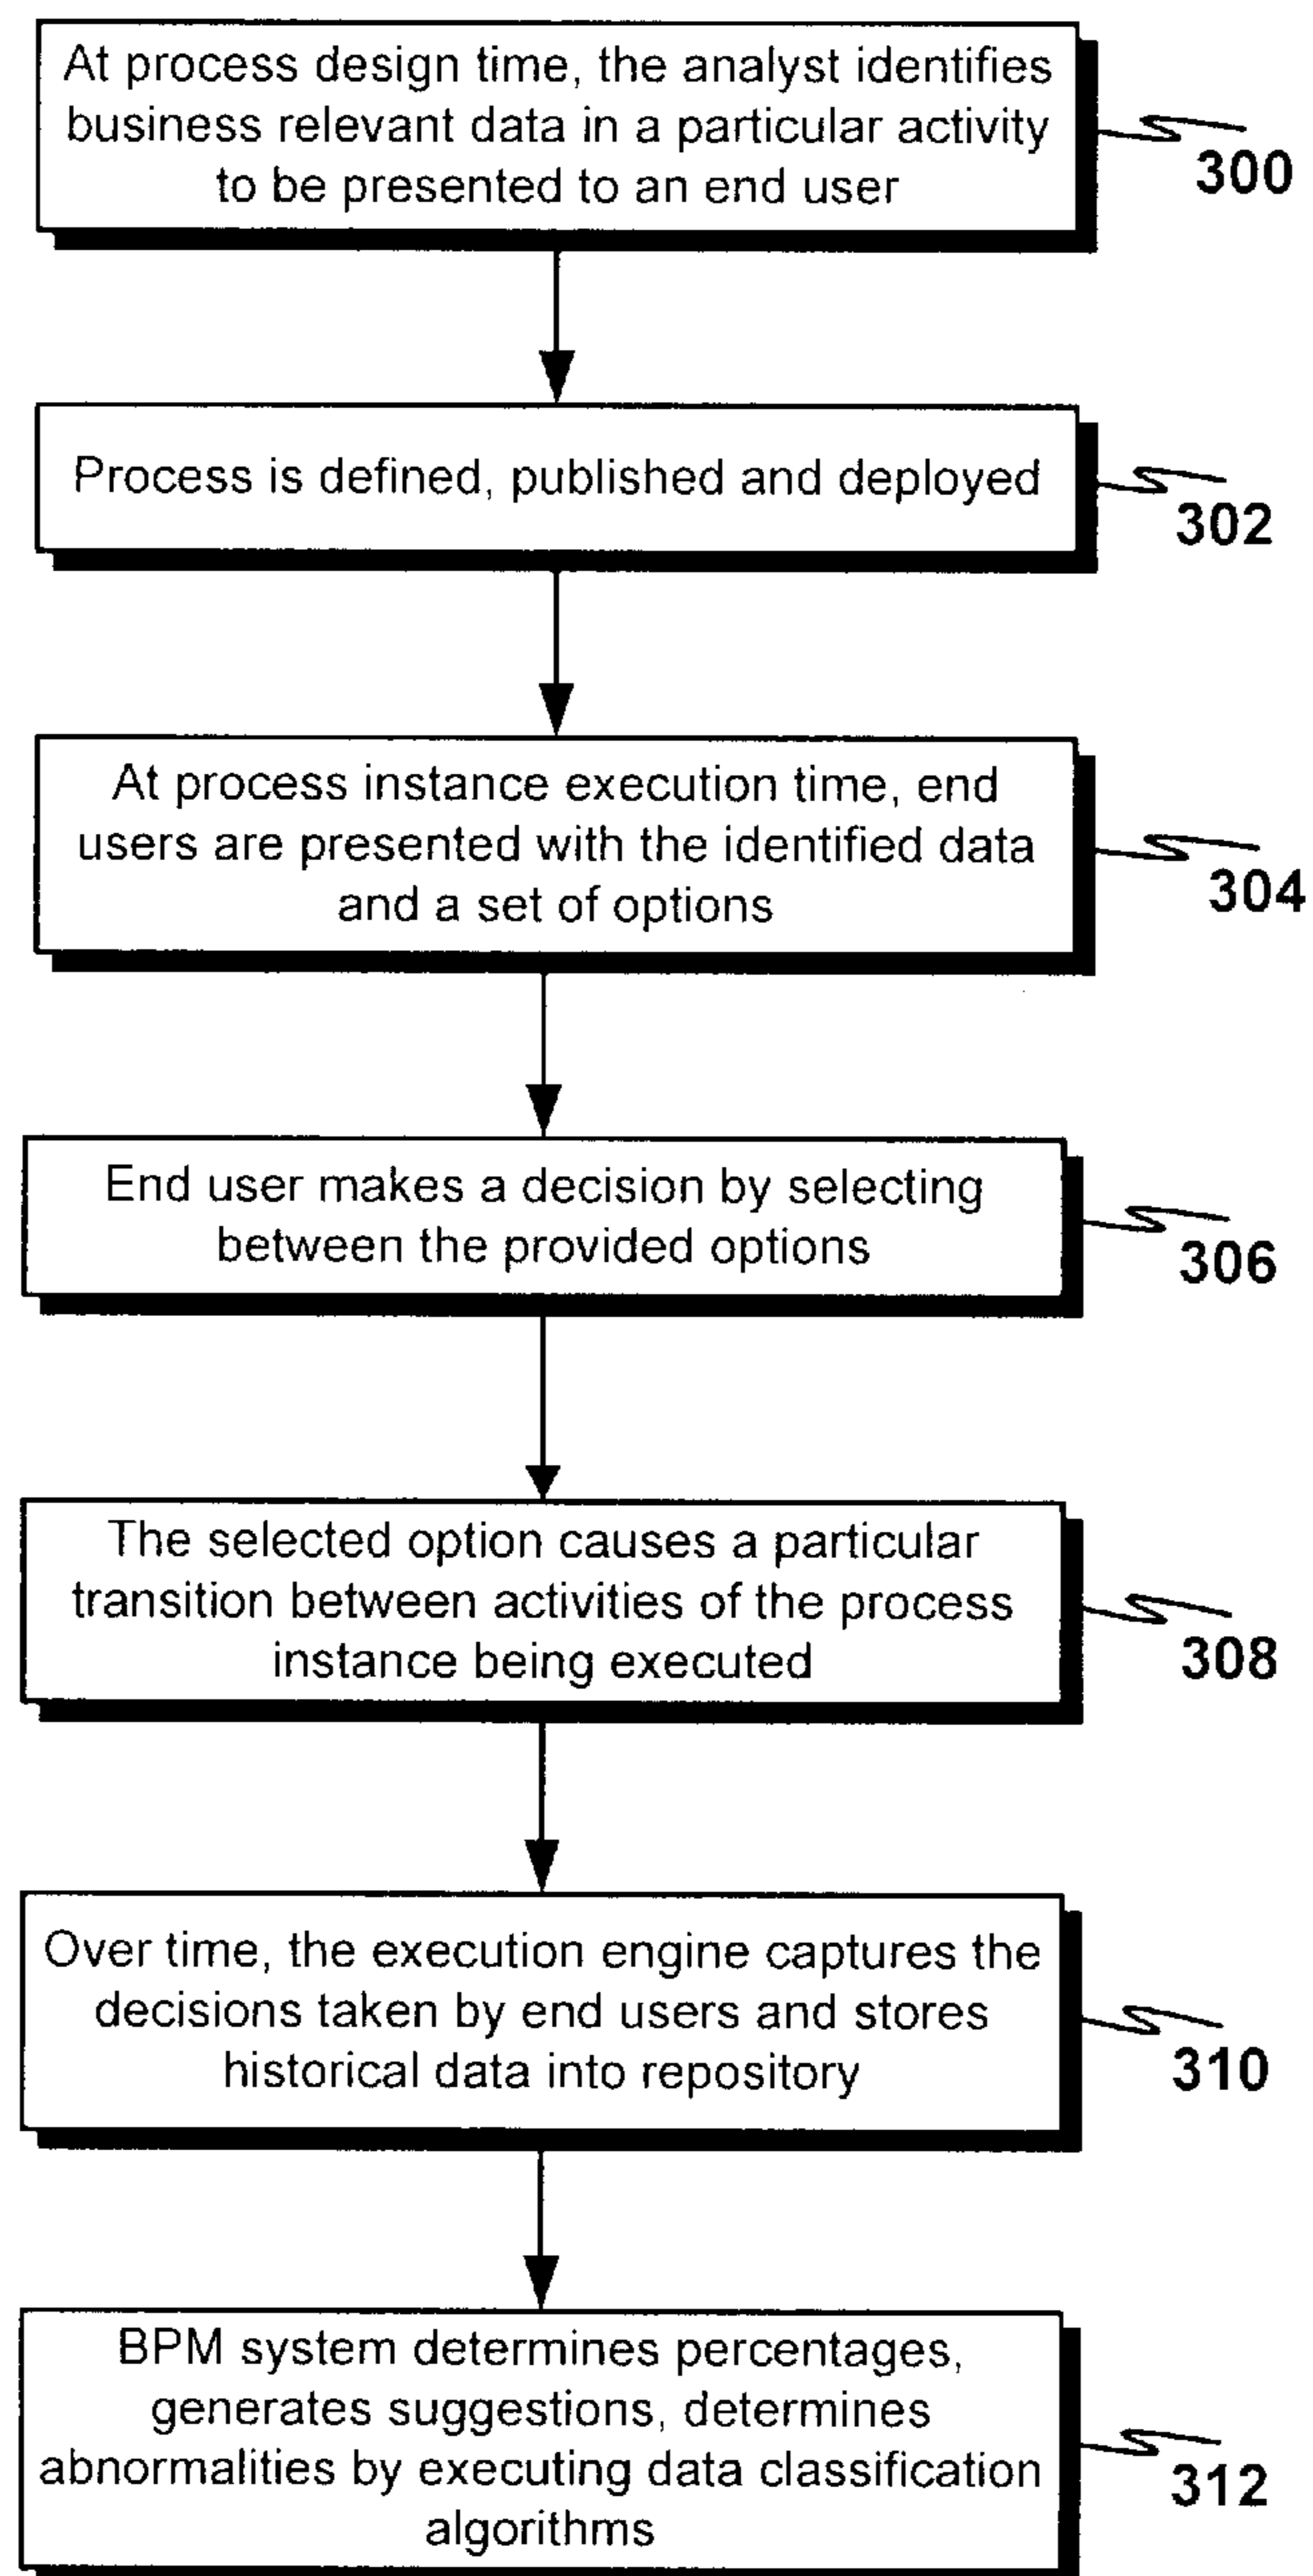 At process design time, the analyst identifies
business relevant data in a particular activity
to be presented to an end user
300
Process is defined, published and deployed
302
At process instance execution time, end
users are presented with the identified data
and a set of options
304
End user makes a decision by selecting
between the provided options
306
The selected option causes a particular
transition between activities of the process
instance being executed
308
Over time, the execution engine captures the
decisions taken by end users and stores
historical data into repository
310
BPM system determines percentages,
generates suggestions, determines
abnormalities by executing data classification
algorithms
312